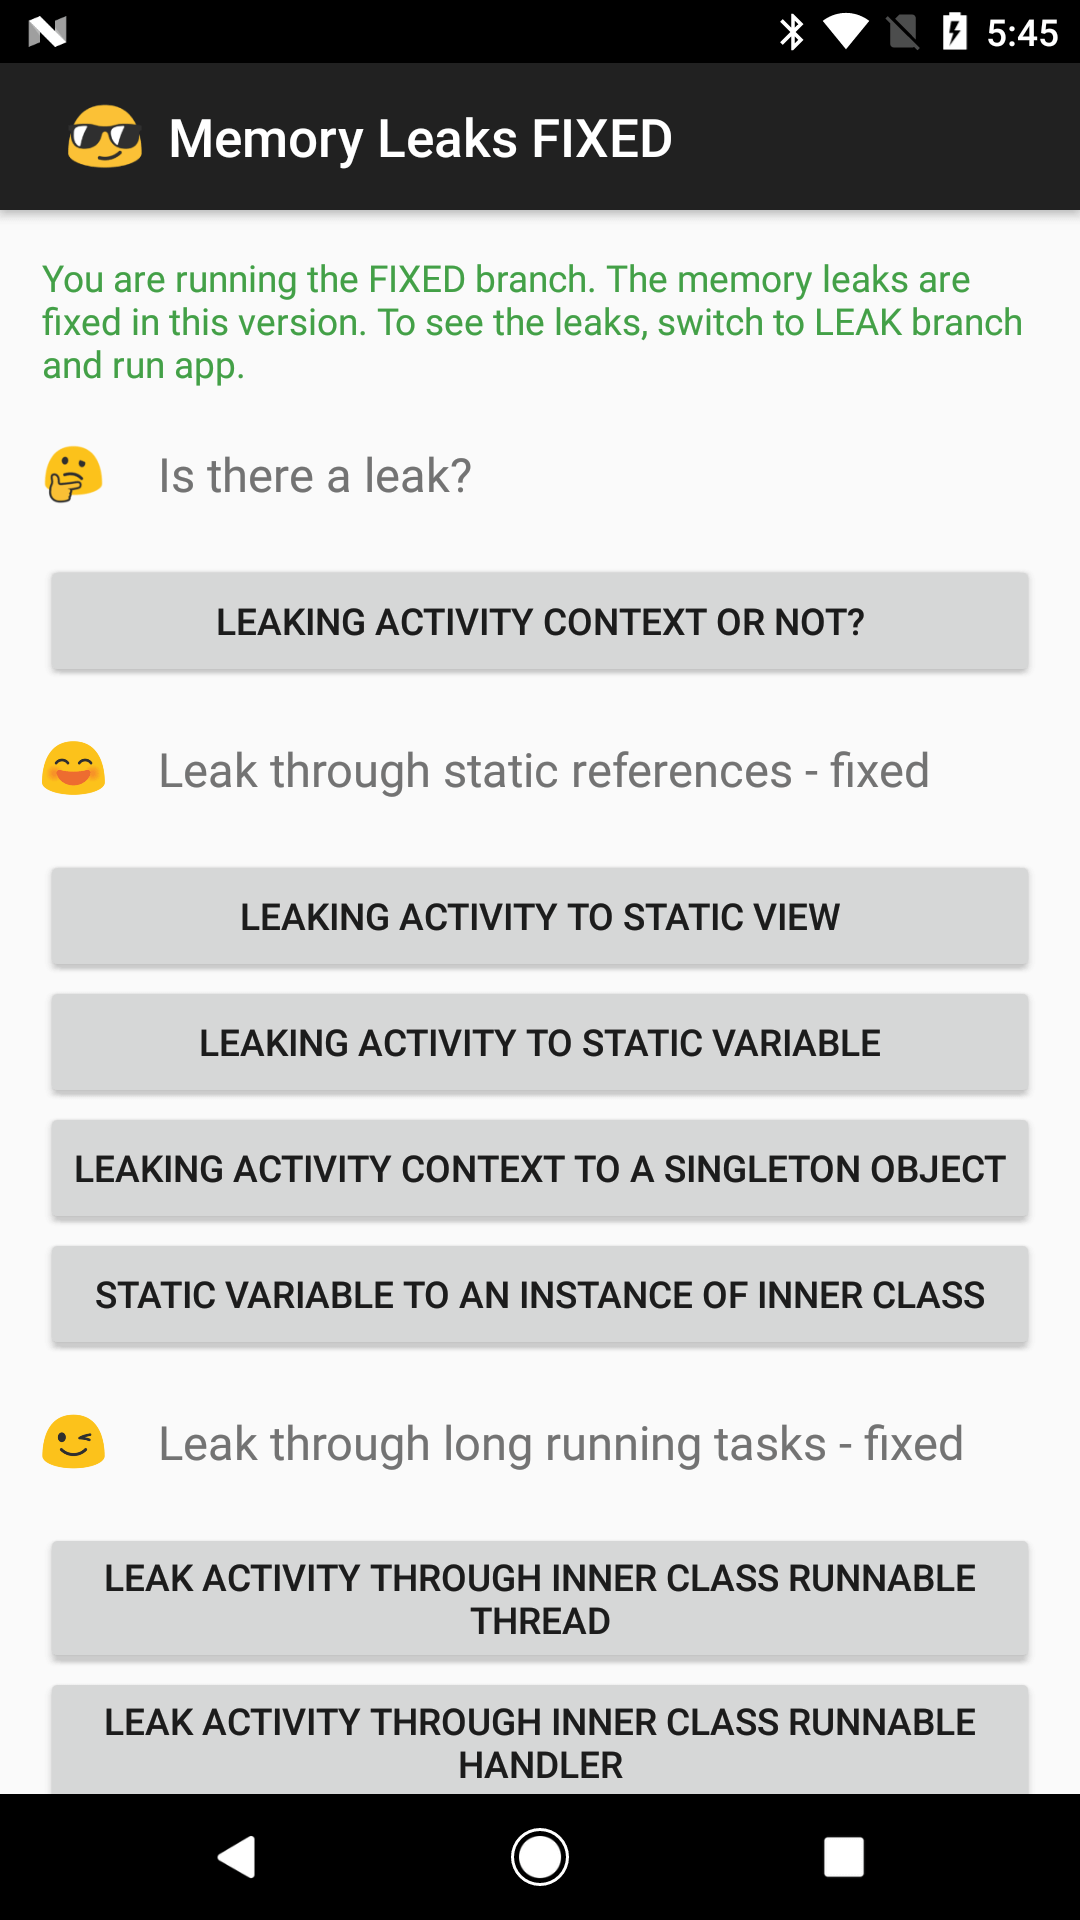 5:45
Memory Leaks FIXED
You are running the FIXED branch. The memory leaks are
fixed in this version. To see the leaks, switch to LEAK branch
and run app.
Is there a leak?
LEAKING ACTIVITY CONTEXT OR NOT?
Leak through static references - fixed
LEAKING ACTIVITY TO STATIC VIEW
LEAKING ACTIVITY TO STATIC VARIABLE
LEAKING ACTIVITY CONTEXT TO A SINGLETON OBJECT
STATIC VARIABLE TO AN INSTANCE OF INNER CLASS
Leak through long running tasks - fixed
LEAK ACTIVITY THROUGH INNER CLASS RUNNABLE
THREAD
LEAK ACTIVITY THROUGH INNER CLASS RUNNABLE
HANDLER